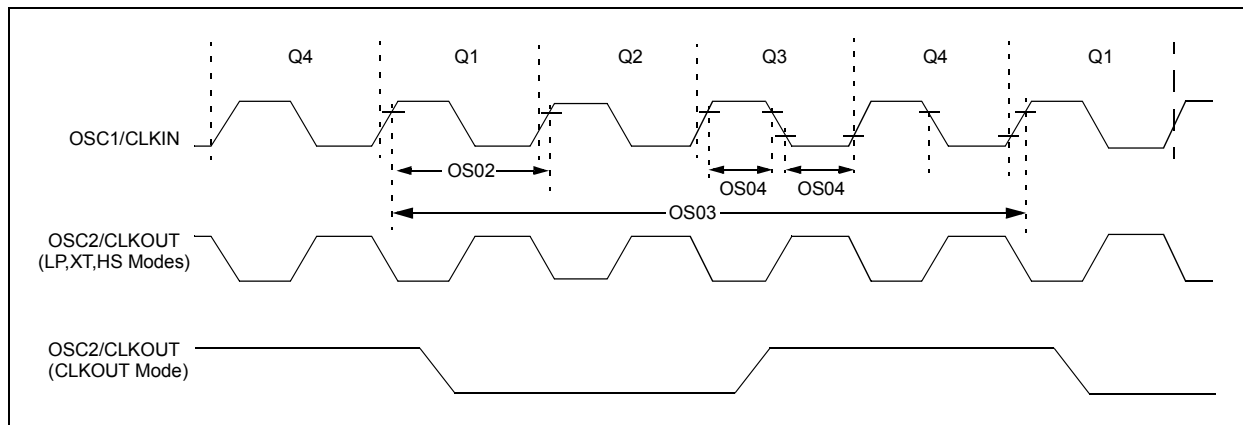 Q4 Q1 Q2 Q3 Q4 Q1
OSC1/CLKIN
OS02
OS04 OS04
OS03
OSC2/CLKOUT
(LP,XT,HS Modes)
OSC2/CLKOUT
(CLKOUT Mode)